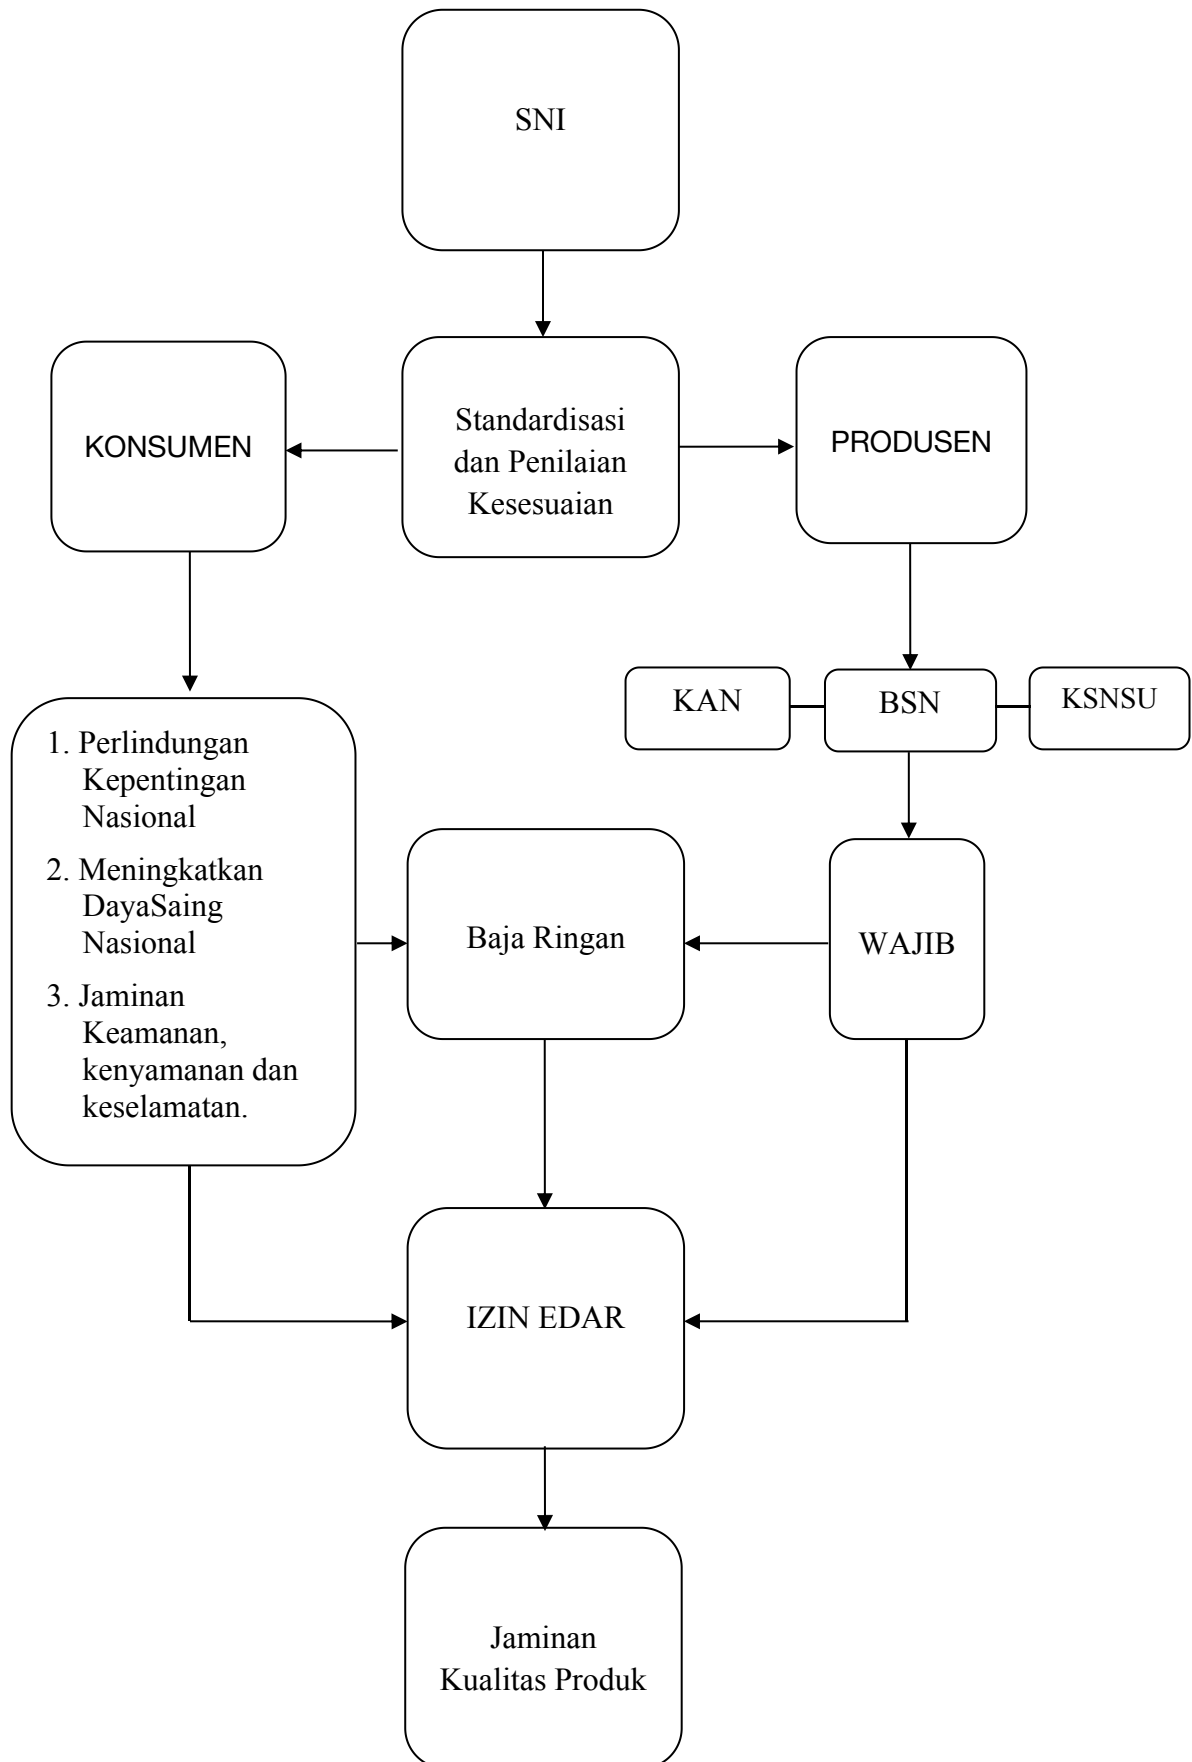 SNI
KONSUMEN
Standardisasi
dan Penilaian
Kesesuaian
PRODUSEN
KAN
BSN
KSNSU
1. Perlindungan
Kepentingan
Nasional
2. Meningkatkan
DayaSaing
Nasional
3. Jaminan
Keamanan,
kenyamanan dan
keselamatan.
Baja Ringan
WAJIB
IZIN EDAR
Jaminan
Kualitas Produk